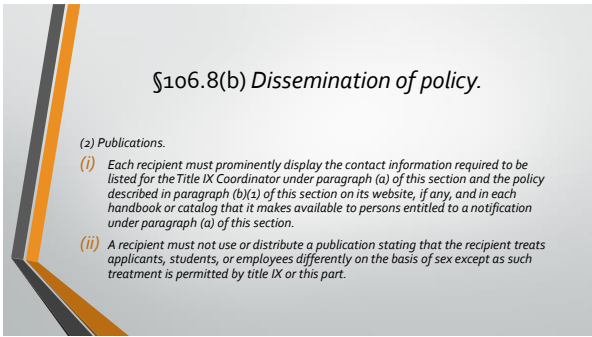 §106.8(b) Dissemination of policy.
(2) Publications.
(i) Each recipient must prominently display the contact information required to be
listed for the Title IX Coordinator under paragraph (a) of this section and the policy
described in paragraph (b)(1) of this section on its website, if any, and in each
handbook or catalog that it makes available to persons entitled to a notification
under paragraph (a) of this section.
(ii) A recipient must not use or distribute a publication stating that the recipient treats
applicants, students, or employees differently on the basis of sex except as such
treatment is permitted by title IX or this part.